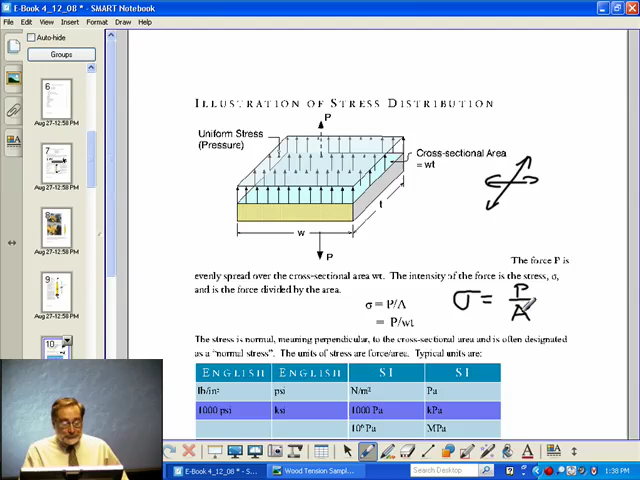 E-Book 4_12_08 * - SMART Notebook
File Edit View Insert Format Draw Help
Auto-hide
Groups
6
Aug 27-12:58 PM
7
Aug 27-12:58 PM
8
Aug 27-12:58 PM
9
Aug 27-12:58 PM
10
ILLUSTRATION OF STRESS DISTRIBUTION
P
Uniform Stress
(Pressure)
Cross-sectional Area
= wt
t
w
P
The force P is
evenly spread over the cross-sectional area wt. The intensity of the force is the stress, σ,
and is the force divided by the area.
σ = P/A
= P/wt
σ = P/A
The stress is normal, meaning perpendicular, to the cross-sectional area and is often designated
as a "normal stress". The units of stress are force/area. Typical units are:
ENGLISH ENGLISH SI SI
lb/in² psi N/m² Pa
1000 psi ksi 1000 Pa kPa
10⁶ Pa MPa
E-Book 4_12_08 * - S...
Wood Tension Sampl...
Search Desktop
1:38 PM